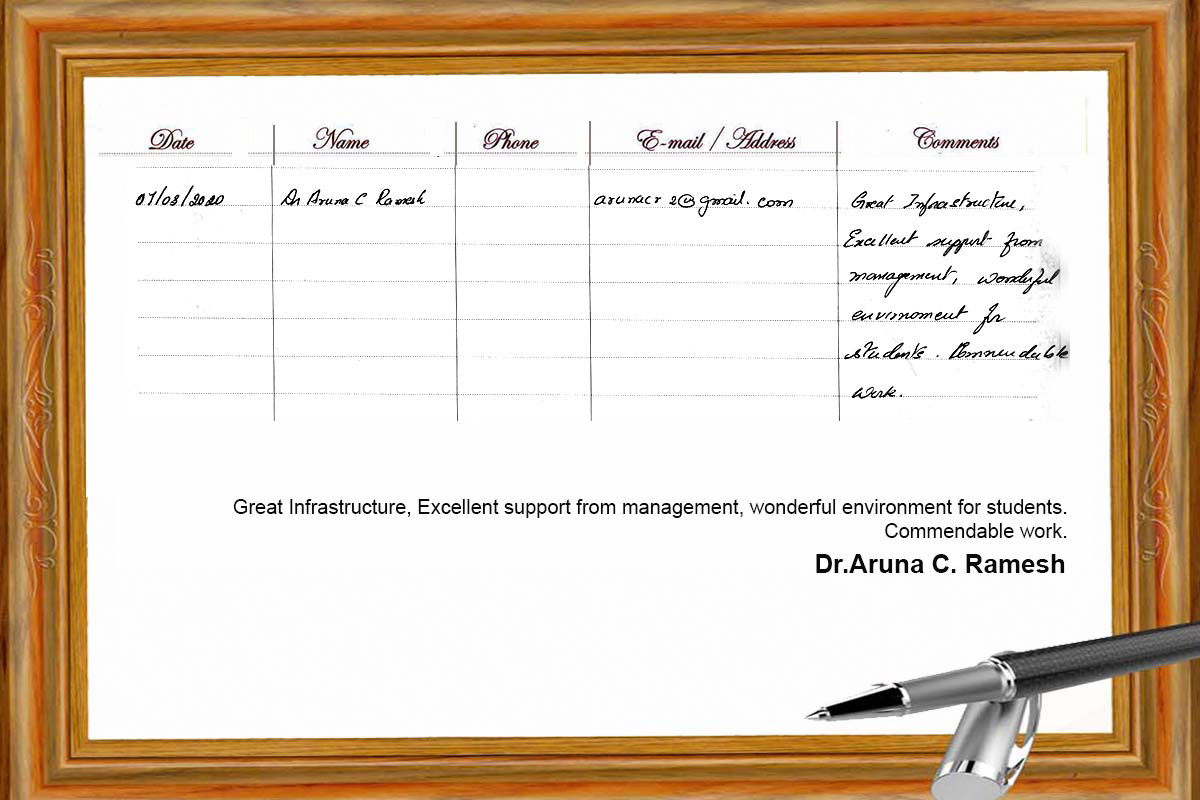 Date Name Phone E-mail / Address Comments
07/03/2020 Dr Aruna C Ramesh arunacr2@gmail.com Great Infrastructure,
Excellent support from
management, wonderful
environment for
students. Commendable
work.
Great Infrastructure, Excellent support from management, wonderful environment for students.
Commendable work.
Dr.Aruna C. Ramesh